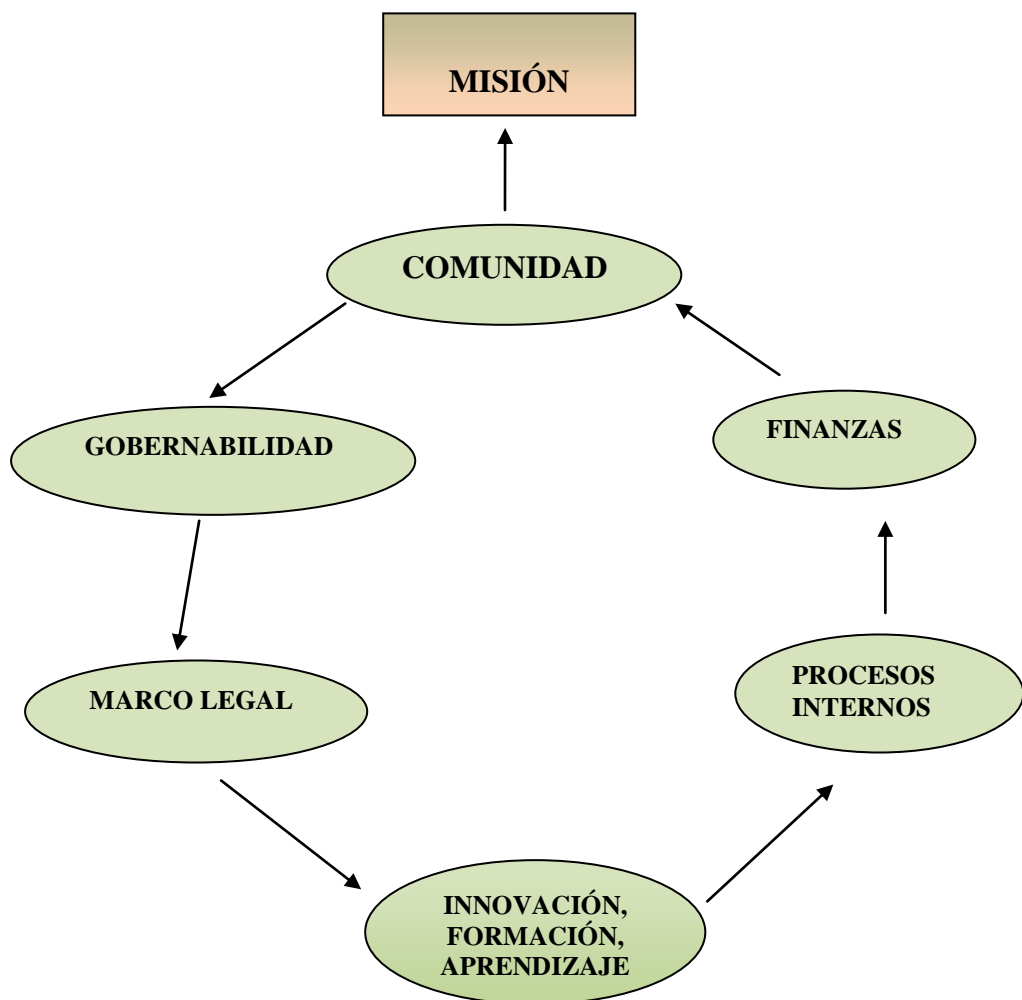 MISIÓN
COMUNIDAD
GOBERNABILIDAD
FINANZAS
MARCO LEGAL
PROCESOS
INTERNOS
INNOVACIÓN,
FORMACIÓN,
APRENDIZAJE